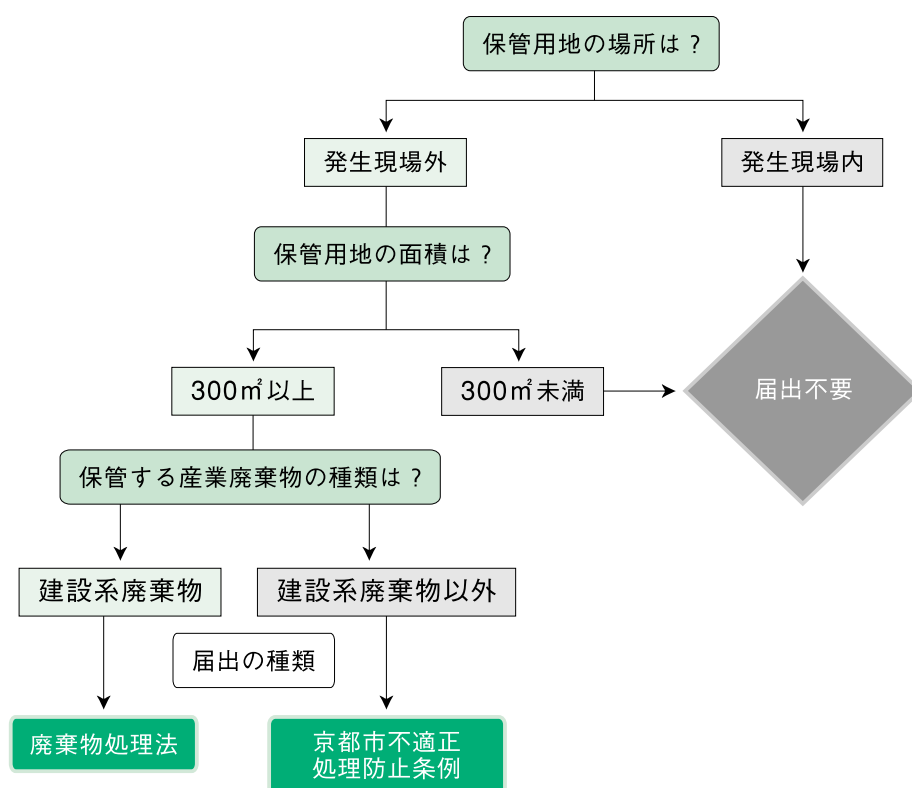 保管用地の場所は？
発生現場外
発生現場内
保管用地の面積は？
300㎡以上
300㎡未満
届出不要
保管する産業廃棄物の種類は？
建設系廃棄物
建設系廃棄物以外
届出の種類
廃棄物処理法
京都市不適正
処理防止条例